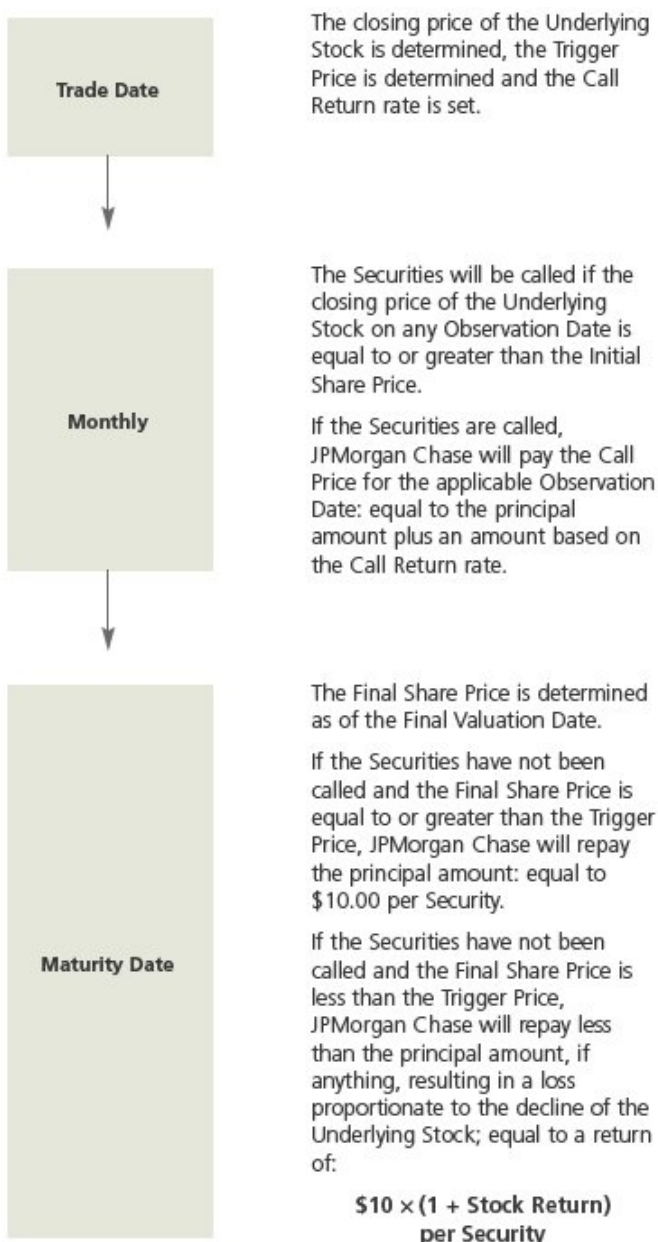 Trade Date
The closing price of the Underlying
Stock is determined, the Trigger
Price is determined and the Call
Return rate is set.
Monthly
The Securities will be called if the
closing price of the Underlying
Stock on any Observation Date is
equal to or greater than the Initial
Share Price.
If the Securities are called,
JPMorgan Chase will pay the Call
Price for the applicable Observation
Date: equal to the principal
amount plus an amount based on
the Call Return rate.
Maturity Date
The Final Share Price is determined
as of the Final Valuation Date.
If the Securities have not been
called and the Final Share Price is
equal to or greater than the Trigger
Price, JPMorgan Chase will repay
the principal amount: equal to
$10.00 per Security.
If the Securities have not been
called and the Final Share Price is
less than the Trigger Price,
JPMorgan Chase will repay less
than the principal amount, if
anything, resulting in a loss
proportionate to the decline of the
Underlying Stock; equal to a return
of:
$10 × (1 + Stock Return)
per Security